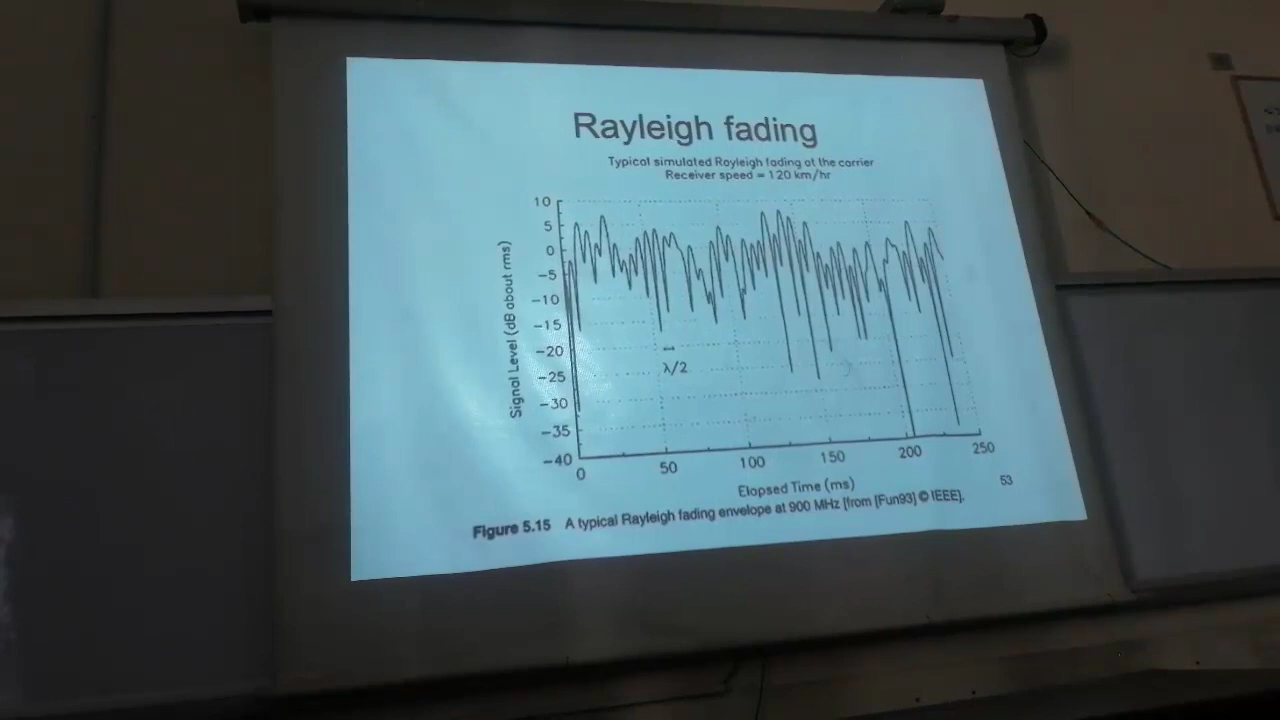 Rayleigh fading
Typical simulated Rayleigh fading at the carrier
Receiver speed = 120 km/hr
Signal Level (dB about rms)
10
5
0
−5
−10
−15
−20
−25
−30
−35
−40
λ/2
0 50 100 150 200 250
Elapsed Time (ms)
53
Figure 5.15 A typical Rayleigh fading envelope at 900 MHz [from [Fun93] © IEEE].